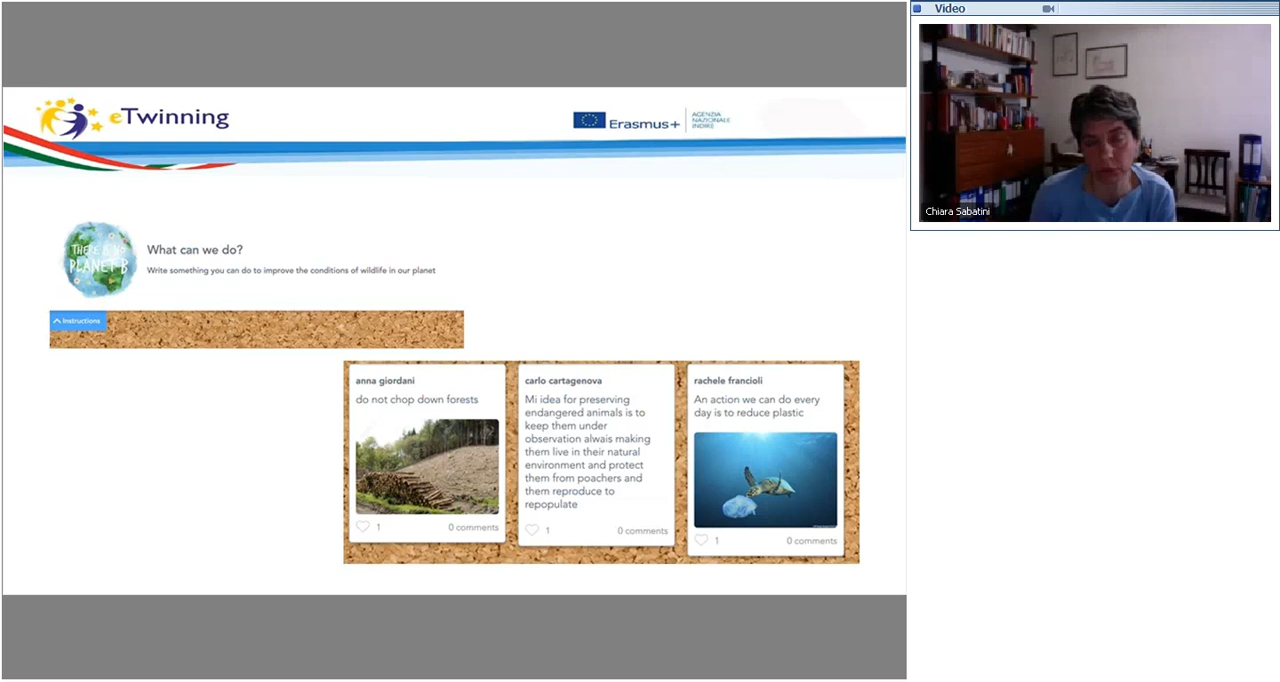 Video
Chiara Sabatini
eTwinning
Erasmus+
AGENZIA
NAZIONALE
INDIRE
THERE IS NO
PLANET B
What can we do?
Write something you can do to improve the conditions of wildlife in our planet
Instructions
anna giordani
do not chop down forests
1
0 comments
carlo cartagenova
Mi idea for preserving
endangered animals is to
keep them under
observation alwais making
them live in their natural
environment and protect
them from poachers and
them reproduce to
repopulate
1
0 comments
rachele francioli
An action we can do every
day is to reduce plastic
1
0 comments